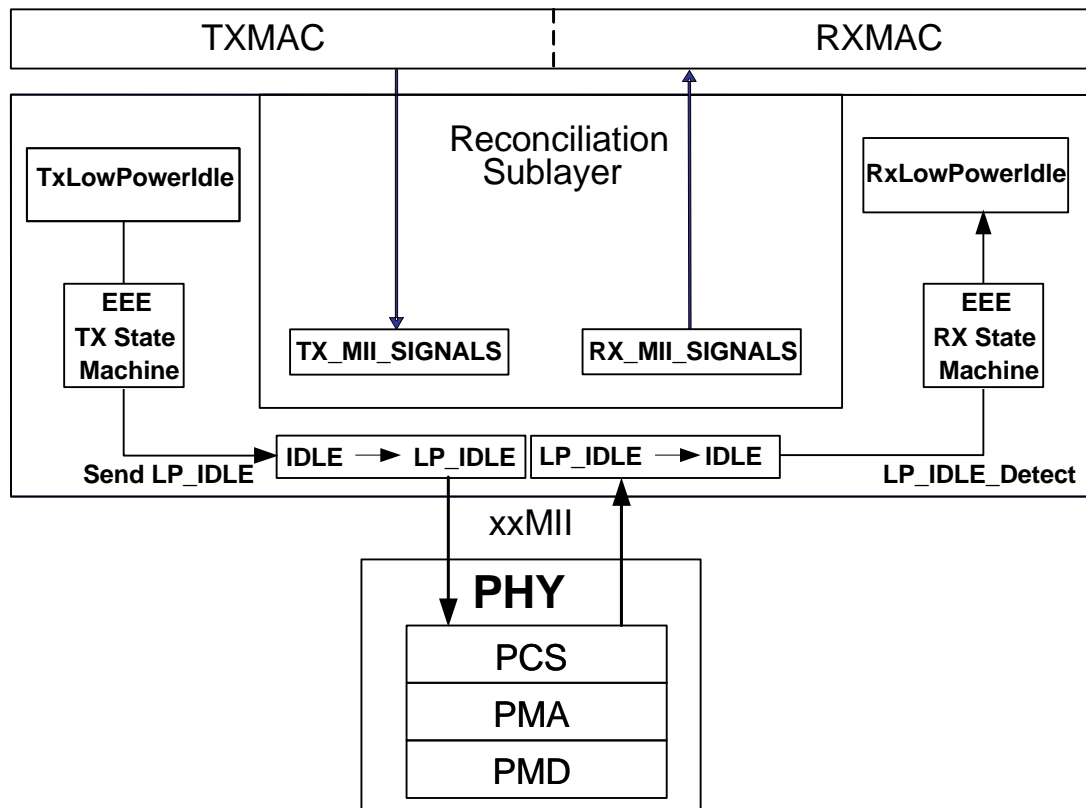 TXMAC
RXMAC
Reconciliation
Sublayer
TxLowPowerIdle
RxLowPowerIdle
EEE
TX State
Machine
EEE
RX State
Machine
TX_MII_SIGNALS
RX_MII_SIGNALS
IDLE LP_IDLE
LP_IDLE IDLE
Send LP_IDLE
LP_IDLE_Detect
xxMII
PHY
PCS
PMA
PMD